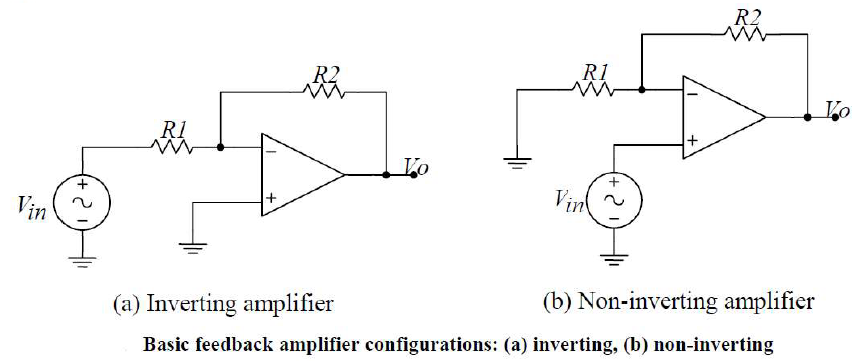 R2
R1
−
+
Vo
+
Vin
−
(a) Inverting amplifier
R2
R1
−
+
Vo
+
Vin
−
(b) Non-inverting amplifier
Basic feedback amplifier configurations: (a) inverting, (b) non-inverting